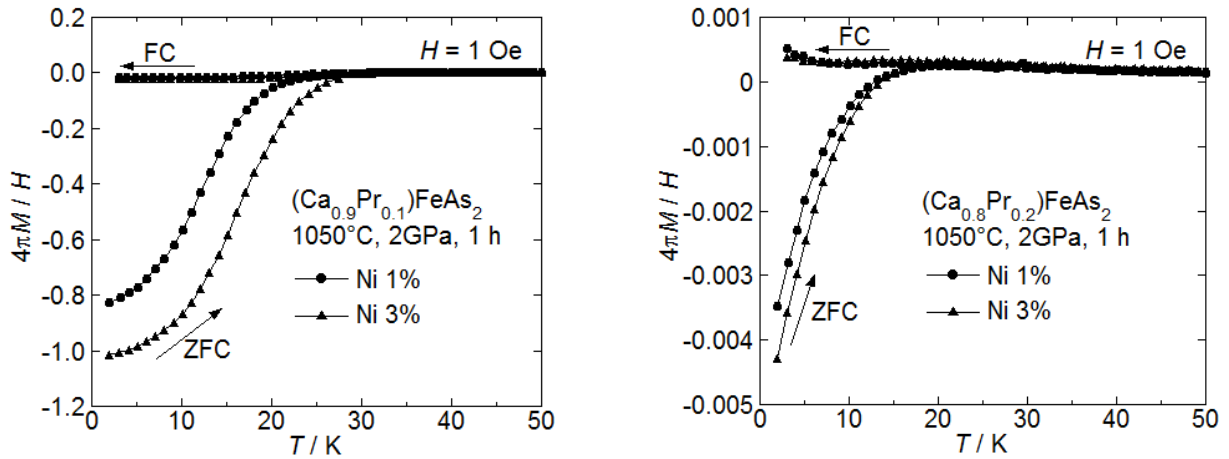 0.2
0.0
-0.2
-0.4
-0.6
-0.8
-1.0
-1.2
4πM / H
FC
H = 1 Oe
(Ca0.9Pr0.1)FeAs2
1050°C, 2GPa, 1 h
Ni 1%
Ni 3%
ZFC
0 10 20 30 40 50
T / K
0.001
0
-0.001
-0.002
-0.003
-0.004
-0.005
4πM / H
FC
H = 1 Oe
(Ca0.8Pr0.2)FeAs2
1050°C, 2GPa, 1 h
Ni 1%
Ni 3%
ZFC
0 10 20 30 40 50
T / K